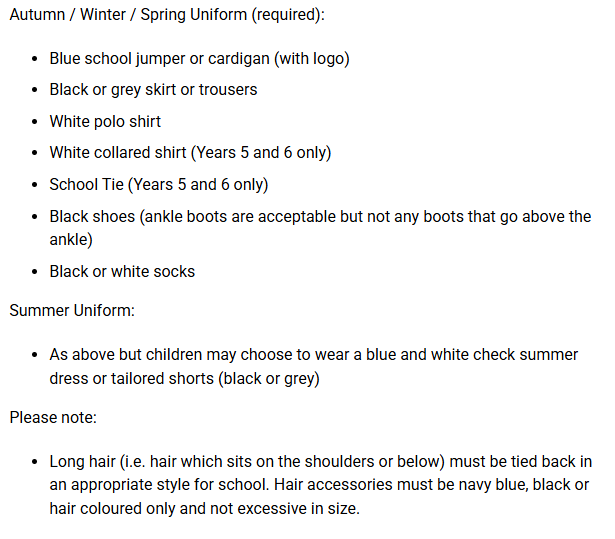 Autumn / Winter / Spring Uniform (required):
• Blue school jumper or cardigan (with logo)
• Black or grey skirt or trousers
• White polo shirt
• White collared shirt (Years 5 and 6 only)
• School Tie (Years 5 and 6 only)
• Black shoes (ankle boots are acceptable but not any boots that go above the
ankle)
• Black or white socks
Summer Uniform:
• As above but children may choose to wear a blue and white check summer
dress or tailored shorts (black or grey)
Please note:
• Long hair (i.e. hair which sits on the shoulders or below) must be tied back in
an appropriate style for school. Hair accessories must be navy blue, black or
hair coloured only and not excessive in size.